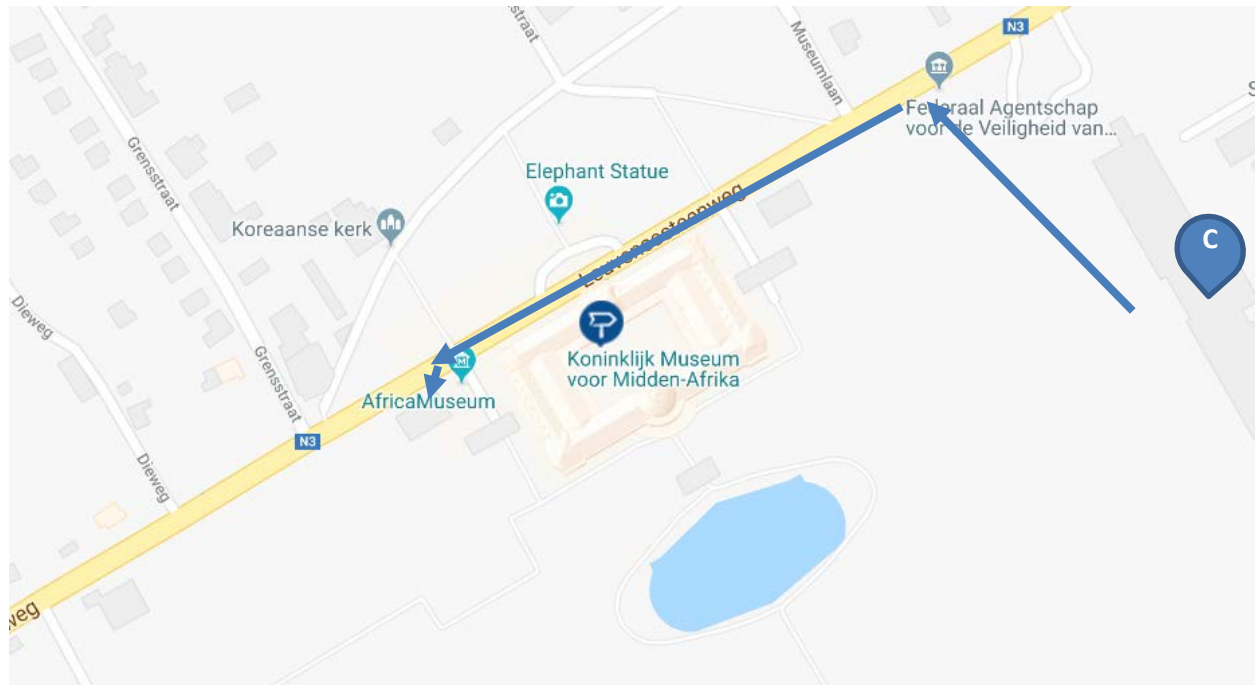 N3
Museumlaan
Federaal Agentschap
voor de Veiligheid van...
Grensstraat
Elephant Statue
Leuvensesteenweg
Koreaanse kerk
C
Dieweg
Grensstraat
Koninklijk Museum
voor Midden-Afrika
M
AfricaMuseum
N3
Dieweg
weg